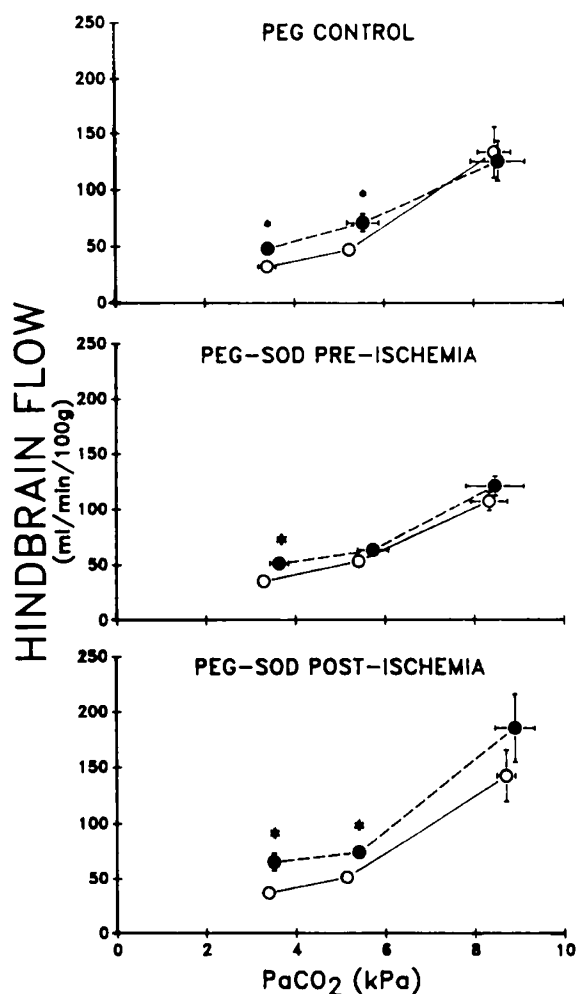 HINDBRAIN FLOW
(ml/min/100g)
PEG CONTROL
250
200
150
100
50
0
PEG-SOD PRE-ISCHEMIA
250
200
150
100
50
0
PEG-SOD POST-ISCHEMIA
250
200
150
100
50
0
0 2 4 6 8 10
PaCO₂ (kPa)